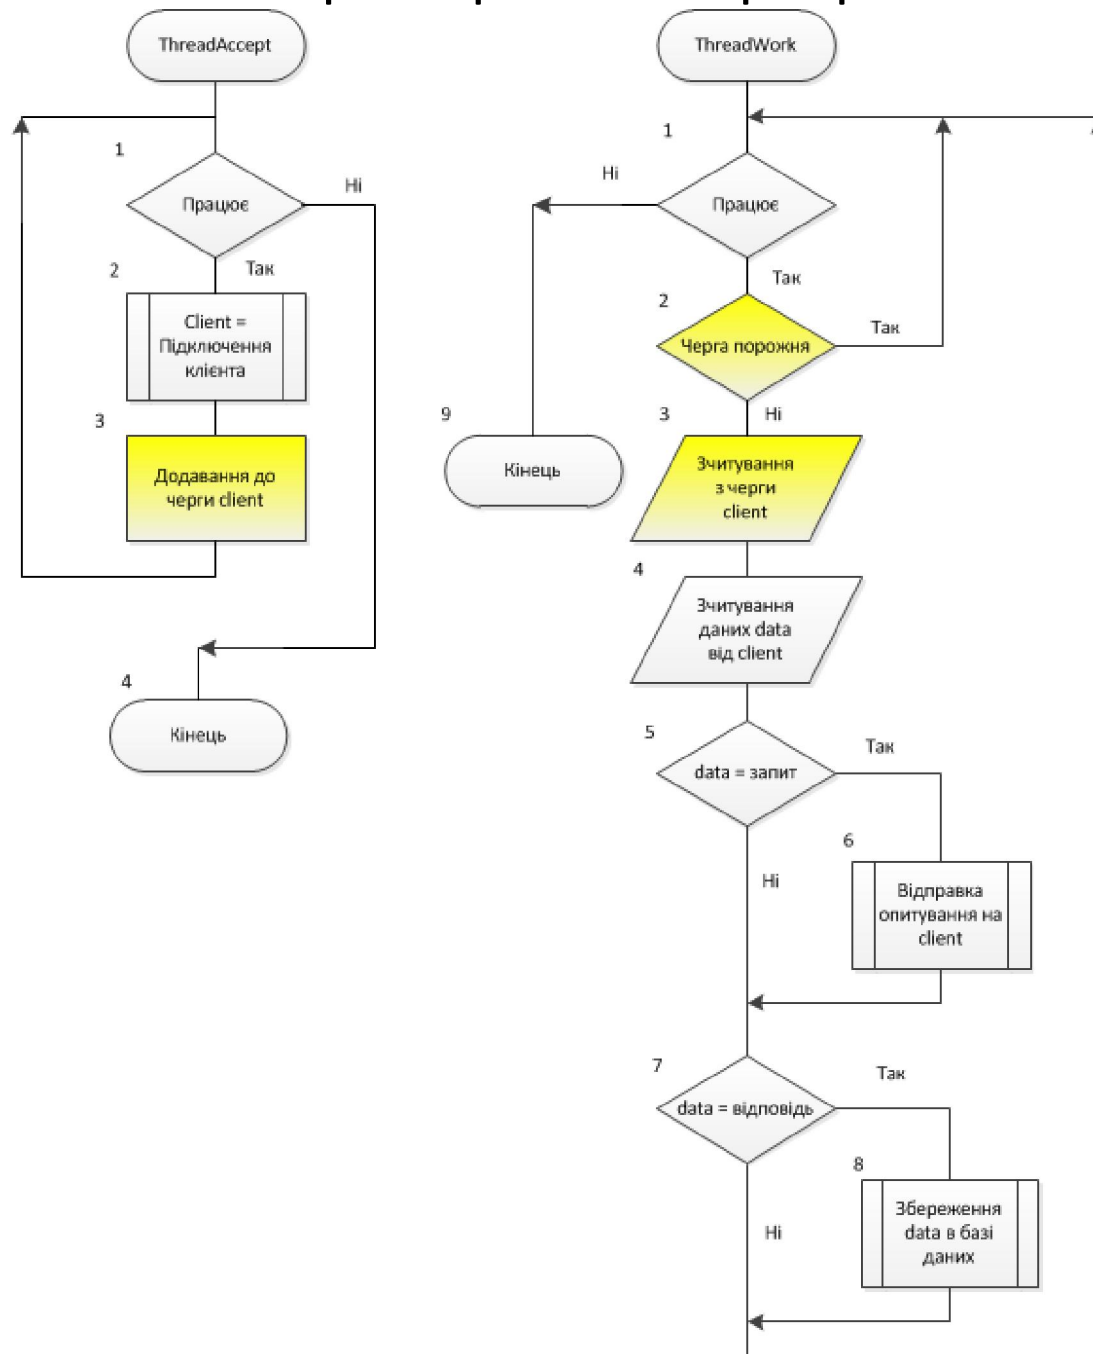 ThreadAccept
1
Працює
Ні
Так
2
Client =
Підключення
клієнта
3
Додавання до
черги client
4
Кінець
ThreadWork
1
Працює
Ні
Так
2
Черга порожня
Так
Ні
9
Кінець
3
Зчитування
з черги
client
4
Зчитування
даних data
від client
5
data = запит
Так
Ні
6
Відправка
опитування на
client
7
data = відповідь
Так
Ні
8
Збереження
data в базі
даних